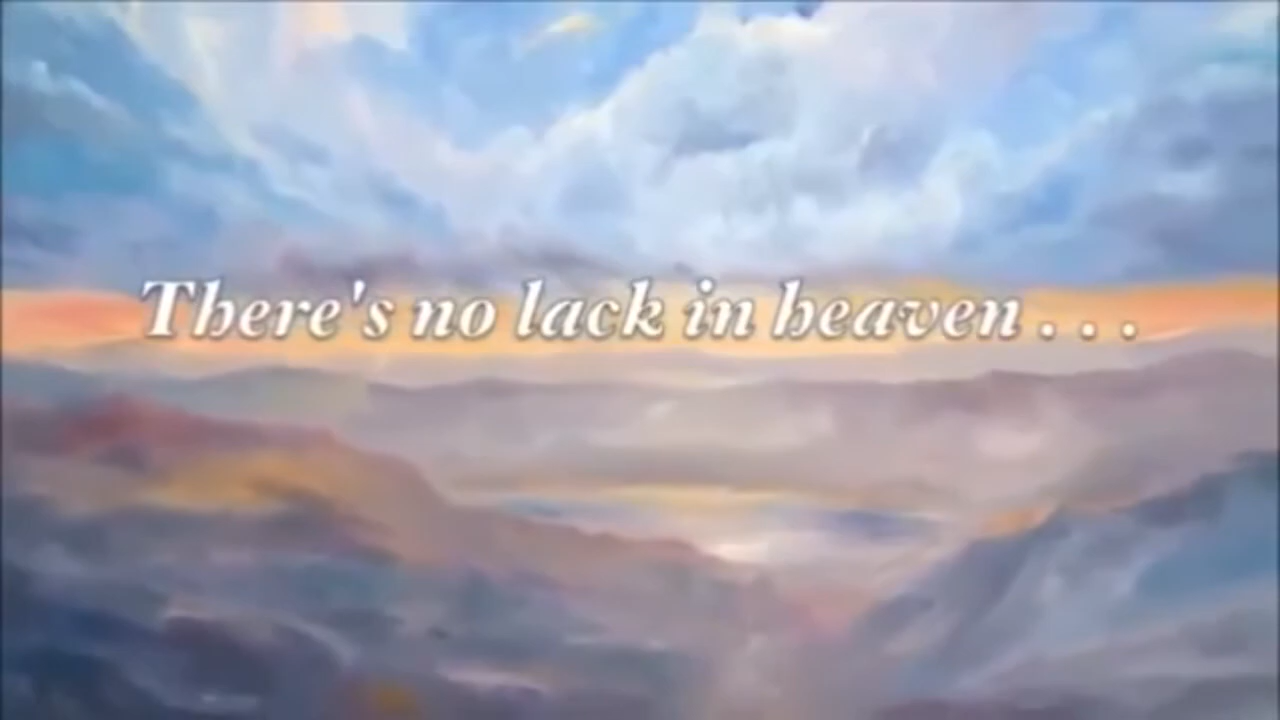 There's no lack in heaven . . .